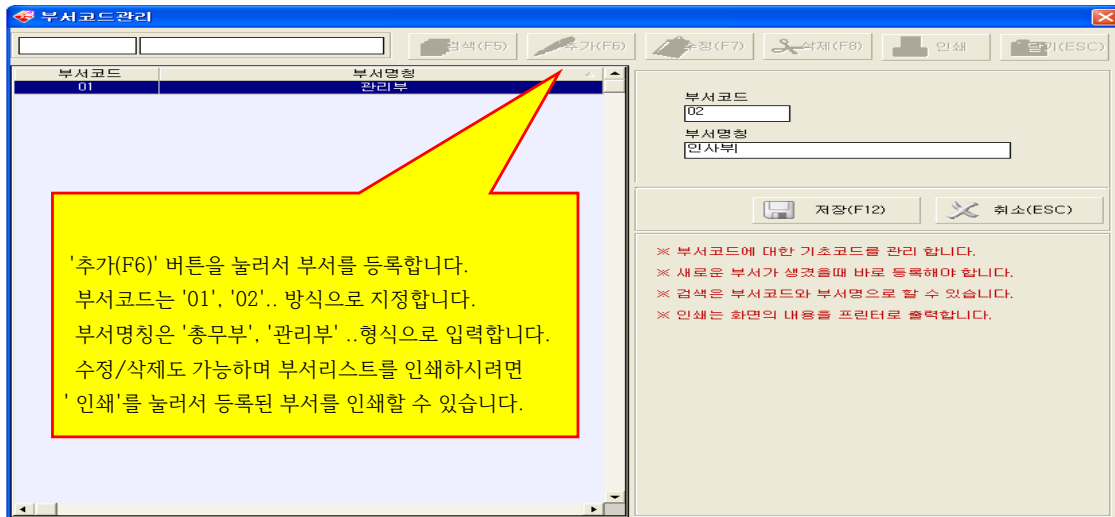 부서코드관리
검색(F5) 추가(F6) 수정(F7) 삭제(F8) 인쇄 닫기(ESC)
부서코드 부서명칭
01 관리부
부서코드
02
부서명칭
인사부
저장(F12) 취소(ESC)
'추가(F6)' 버튼을 눌러서 부서를 등록합니다.
부서코드는 '01', '02'.. 방식으로 지정합니다.
부서명칭은 '총무부', '관리부' ..형식으로 입력합니다.
수정/삭제도 가능하며 부서리스트를 인쇄하시려면
' 인쇄'를 눌러서 등록된 부서를 인쇄할 수 있습니다.
※ 부서코드에 대한 기초코드를 관리 합니다.
※ 새로운 부서가 생겼을때 바로 등록해야 합니다.
※ 검색은 부서코드와 부서명으로 할 수 있습니다.
※ 인쇄는 화면의 내용을 프린터로 출력합니다.